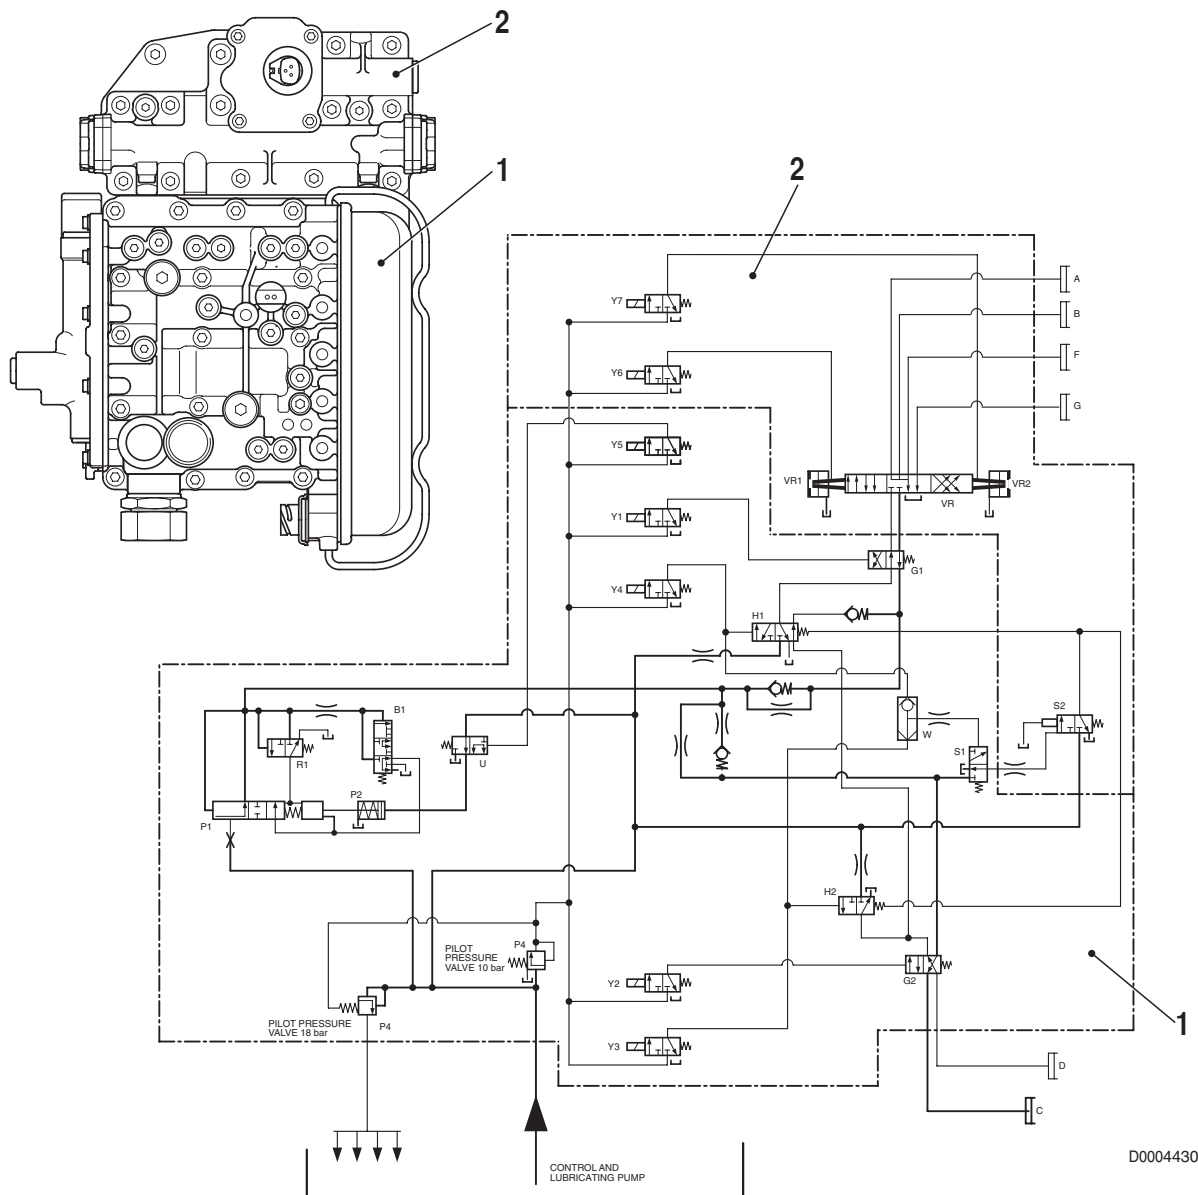 2
1
2
Y7
A
B
Y6
F
G
Y5
VR1
VR2
VR
Y1
G1
Y4
H1
S2
B1
W
S1
R1
U
P2
P1
H2
PILOT
PRESSURE
VALVE 10 bar
P4
G2
Y2
1
PILOT PRESSURE
VALVE 18 bar
P4
Y3
D
C
CONTROL AND
LUBRICATING PUMP
D0004430